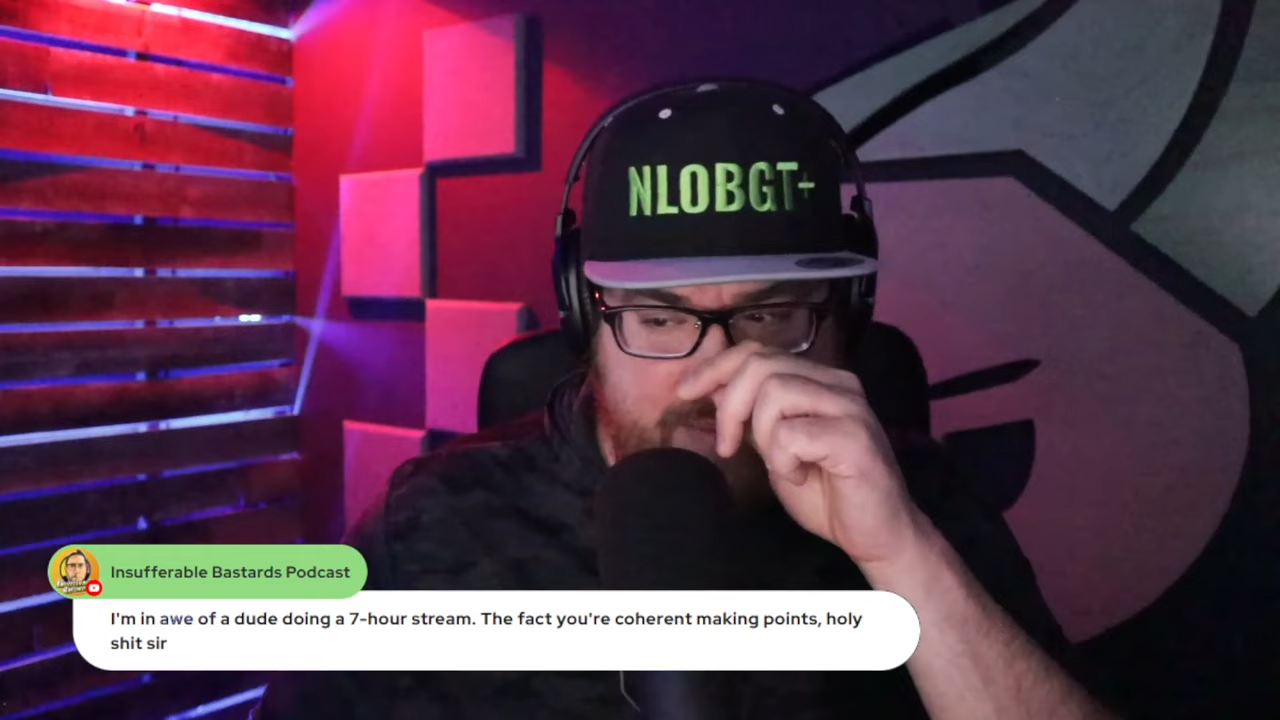 NLOBGT+
Insufferable Bastards Podcast
I'm in awe of a dude doing a 7-hour stream. The fact you're coherent making points, holy
shit sir